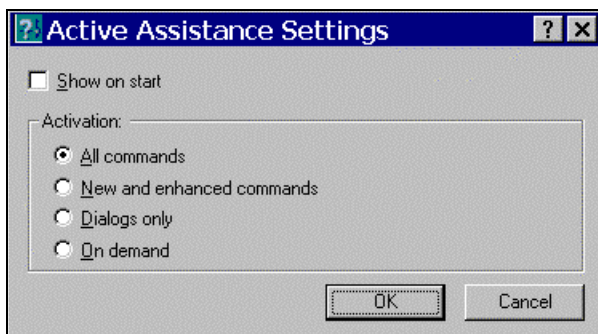 Active Assistance Settings
Show on start
Activation:
All commands
New and enhanced commands
Dialogs only
On demand
OK Cancel